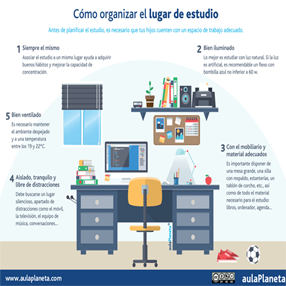 Cómo organizar el lugar de estudio
Antes de planificar el estudio, es necesario que tus hijos cuenten con un espacio de trabajo adecuado.
1 Siempre el mismo
Asociar el estudio a un mismo lugar ayuda a adquirir
buenos hábitos y mejorar la capacidad de
concentración.
2 Bien iluminado
Lo mejor es estudiar con luz natural. Si la luz
es artificial, es recomendable un flexo con
bombilla azul no inferior a 60 w.
5 Bien ventilado
Es necesario mantener
el ambiente despejado
y a una temperatura
entre los 19 y 22°C.
3 Con el mobiliario y
material adecuados
Es importante disponer de
una mesa grande, una silla
con respaldo, estanterías, un
tablón de corcho, etc., así
como de todo el material
necesario para el estudio:
libros, ordenador, agenda...
4 Aislado, tranquilo y
libre de distracciones
Debe buscarse un lugar
silencioso, apartado de
distracciones como el móvil,
la televisión, el equipo de
música, conversaciones...
www.aulaplaneta.com
aulaPlaneta